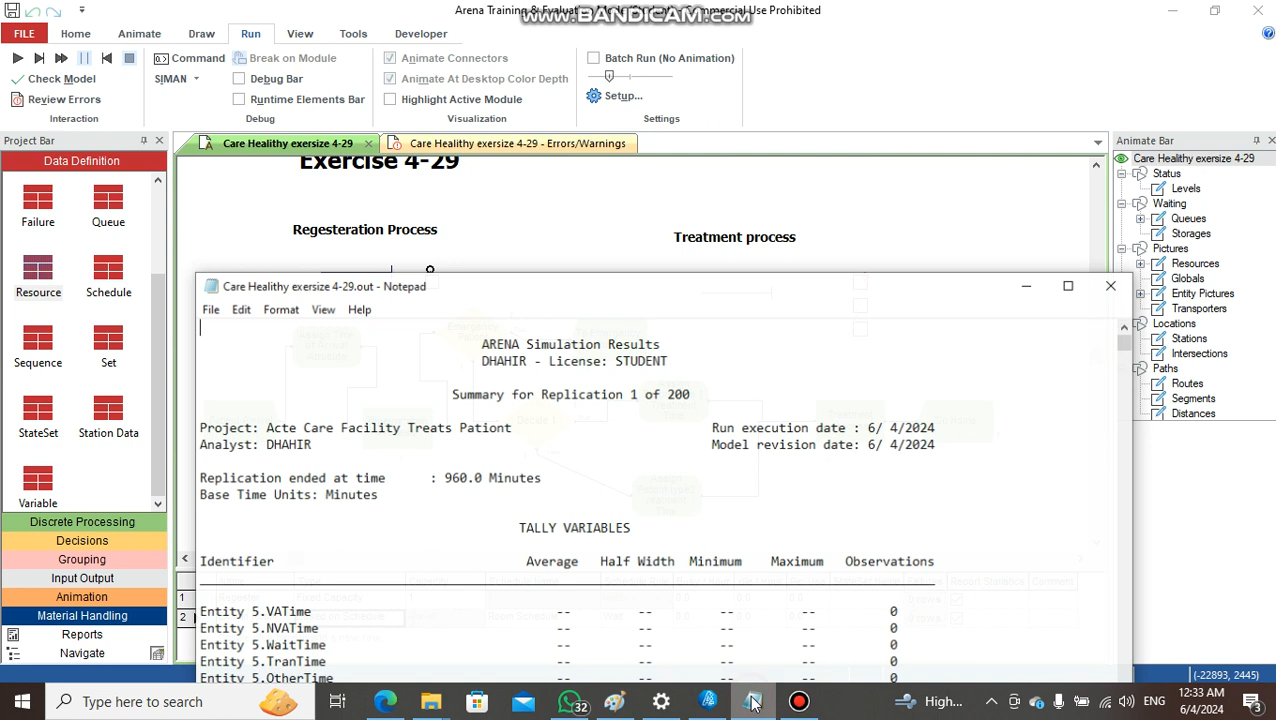 Arena Training & Evaluation Mode
Commercial Use Prohibited
www.BANDICAM.com
FILE Home Animate Draw Run View Tools Developer
Command
Break on Module
Animate Connectors
Batch Run (No Animation)
Check Model
SIMAN
Debug Bar
Animate At Desktop Color Depth
Review Errors
Runtime Elements Bar
Highlight Active Module
Setup...
Interaction
Debug
Visualization
Settings
Project Bar
Care Healthy exersize 4-29
Care Healthy exersize 4-29 - Errors/Warnings
Animate Bar
Data Definition
Failure
Queue
Resource
Schedule
Sequence
Set
StateSet
Station Data
Variable
Discrete Processing
Decisions
Grouping
Input Output
Animation
Material Handling
Reports
Navigate
Exercise 4-29
Regesteration Process
Treatment process
Care Healthy exersize 4-29.out - Notepad
File Edit Format View Help
ARENA Simulation Results
DHAHIR - License: STUDENT
Summary for Replication 1 of 200
Project: Acte Care Facility Treats Pationt Run execution date : 6/ 4/2024
Analyst: DHAHIR Model revision date: 6/ 4/2024
Replication ended at time : 960.0 Minutes
Base Time Units: Minutes
TALLY VARIABLES
Identifier Average Half Width Minimum Maximum Observations
Entity 5.VATime -- -- -- -- 0
Entity 5.NVATime -- -- -- -- 0
Entity 5.WaitTime -- -- -- -- 0
Entity 5.TranTime -- -- -- -- 0
Entity 5.OtherTime -- -- -- -- 0
1
2
Care Healthy exersize 4-29
Status
Levels
Waiting
Queues
Storages
Pictures
Resources
Globals
Entity Pictures
Transporters
Locations
Stations
Intersections
Paths
Routes
Segments
Distances
(-22893, 2445)
Type here to search
32
High...
ENG
12:33 AM
6/4/2024
3